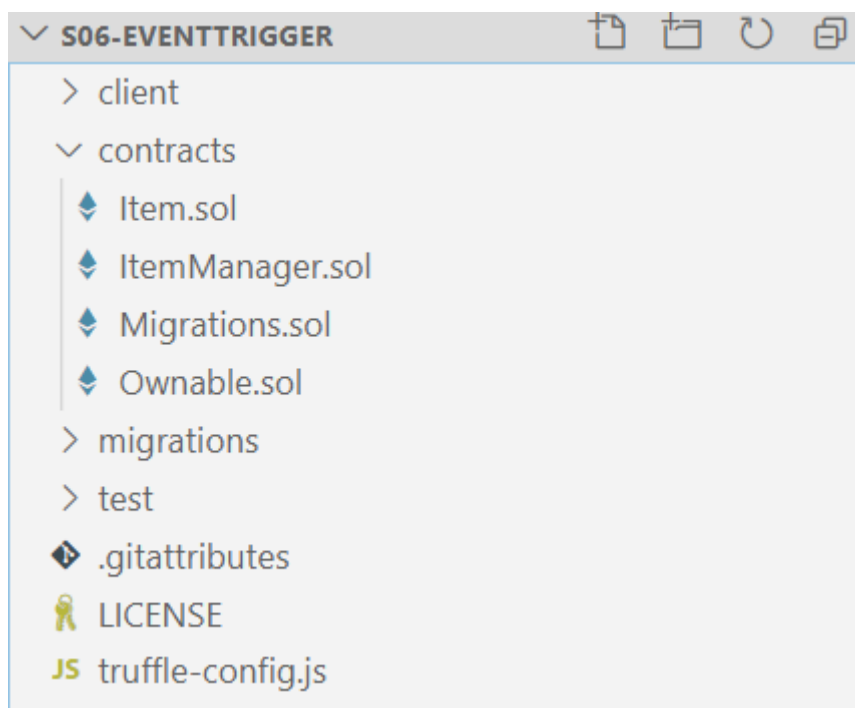 S06-EVENTTRIGGER
client
contracts
Item.sol
ItemManager.sol
Migrations.sol
Ownable.sol
migrations
test
.gitattributes
LICENSE
JS truffle-config.js